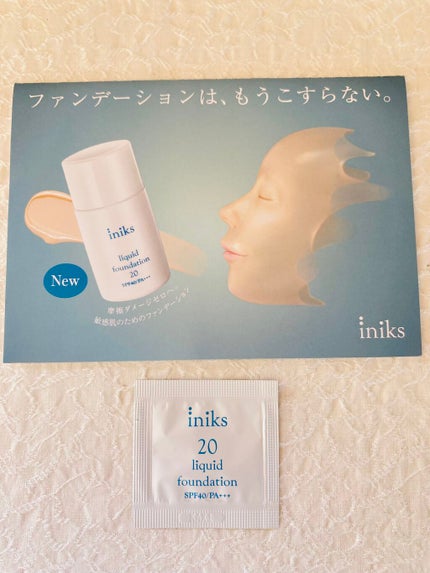 ファンデーションは、もうこすらない。
iniks
liquid
foundation
20
SPF40/PA+++
New
摩擦ダメージゼロへ。
敏感肌のためのファンデーション
iniks
iniks
20
liquid
foundation
SPF40/PA+++